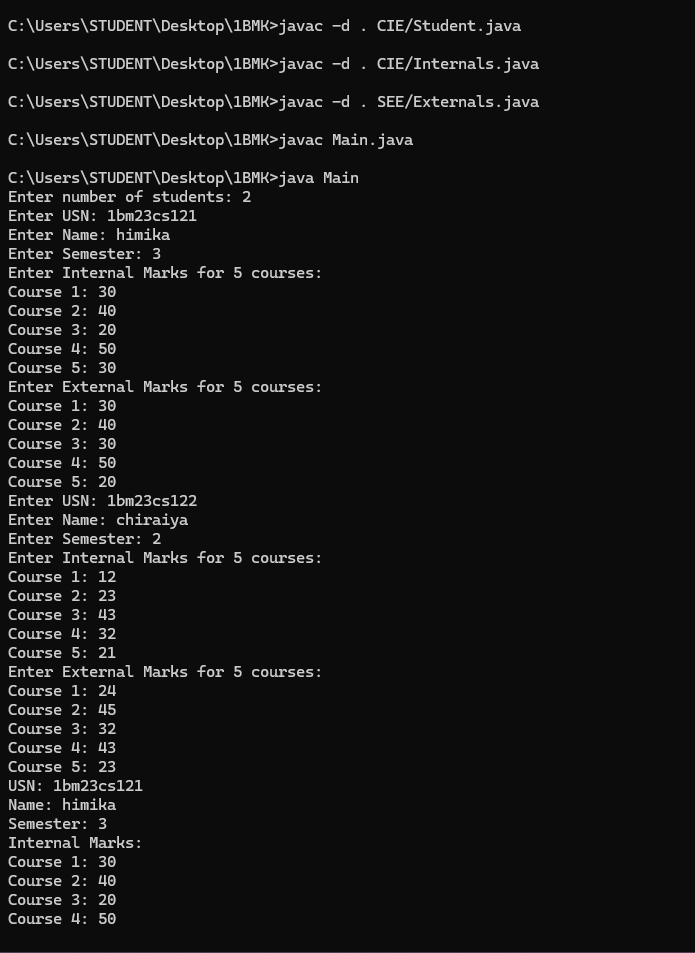 C:\Users\STUDENT\Desktop\1BMK>javac -d . CIE/Student.java
C:\Users\STUDENT\Desktop\1BMK>javac -d . CIE/Internals.java
C:\Users\STUDENT\Desktop\1BMK>javac -d . SEE/Externals.java
C:\Users\STUDENT\Desktop\1BMK>javac Main.java
C:\Users\STUDENT\Desktop\1BMK>java Main
Enter number of students: 2
Enter USN: 1bm23cs121
Enter Name: himika
Enter Semester: 3
Enter Internal Marks for 5 courses:
Course 1: 30
Course 2: 40
Course 3: 20
Course 4: 50
Course 5: 30
Enter External Marks for 5 courses:
Course 1: 30
Course 2: 40
Course 3: 30
Course 4: 50
Course 5: 20
Enter USN: 1bm23cs122
Enter Name: chiraiya
Enter Semester: 2
Enter Internal Marks for 5 courses:
Course 1: 12
Course 2: 23
Course 3: 43
Course 4: 32
Course 5: 21
Enter External Marks for 5 courses:
Course 1: 24
Course 2: 45
Course 3: 32
Course 4: 43
Course 5: 23
USN: 1bm23cs121
Name: himika
Semester: 3
Internal Marks:
Course 1: 30
Course 2: 40
Course 3: 20
Course 4: 50